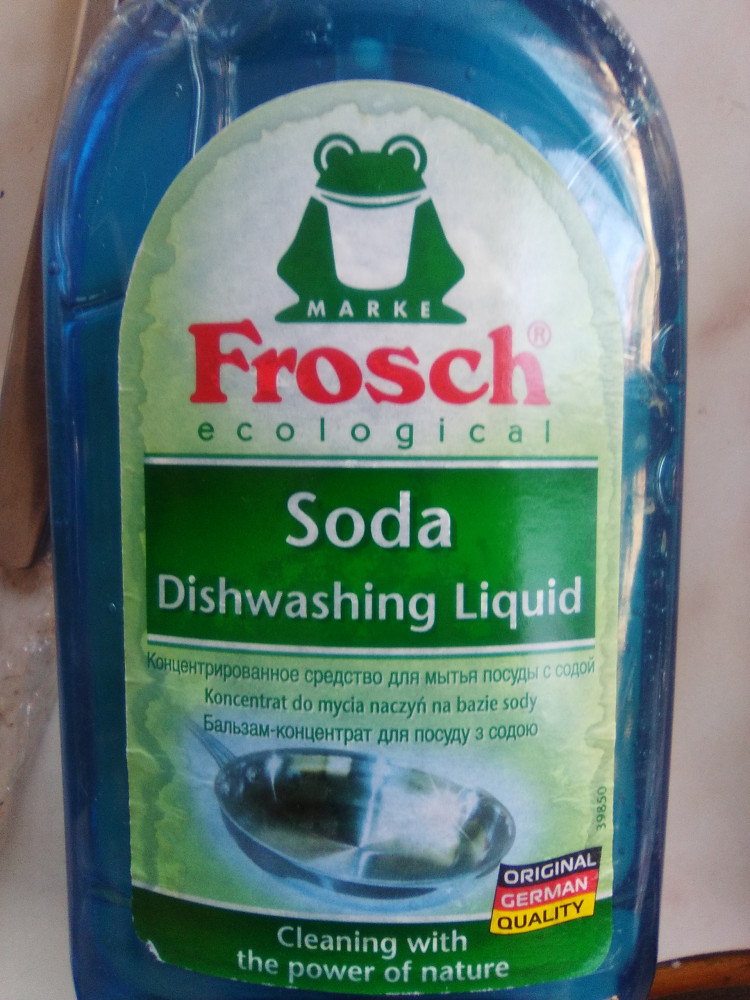 MARKE
Frosch®
ecological
Soda
Dishwashing Liquid
Концентрированное средство для мытья посуды с содой
Koncentrat do mycia naczyń na bazie sody
Бальзам-концентрат для посуду з содою
39850
ORIGINAL
GERMAN
QUALITY
Cleaning with
the power of nature